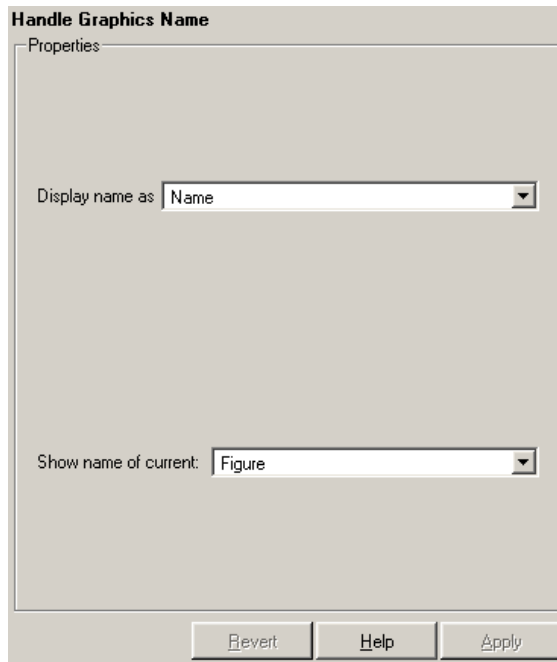 Handle Graphics Name
Properties
Display name as Name
Show name of current: Figure
Revert Help Apply